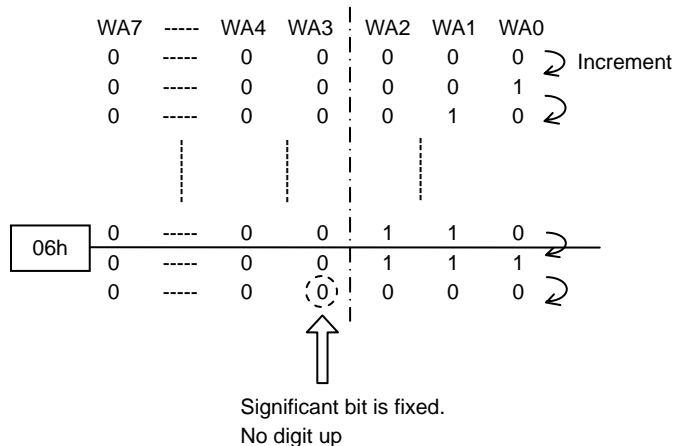 WA7 ----- WA4 WA3 WA2 WA1 WA0
0 ----- 0 0 0 0 0 Increment
0 ----- 0 0 0 0 1
0 ----- 0 0 0 1 0
06h
0 ----- 0 0 1 1 0
0 ----- 0 0 1 1 1
0 ----- 0 0 0 0 0
Significant bit is fixed.
No digit up